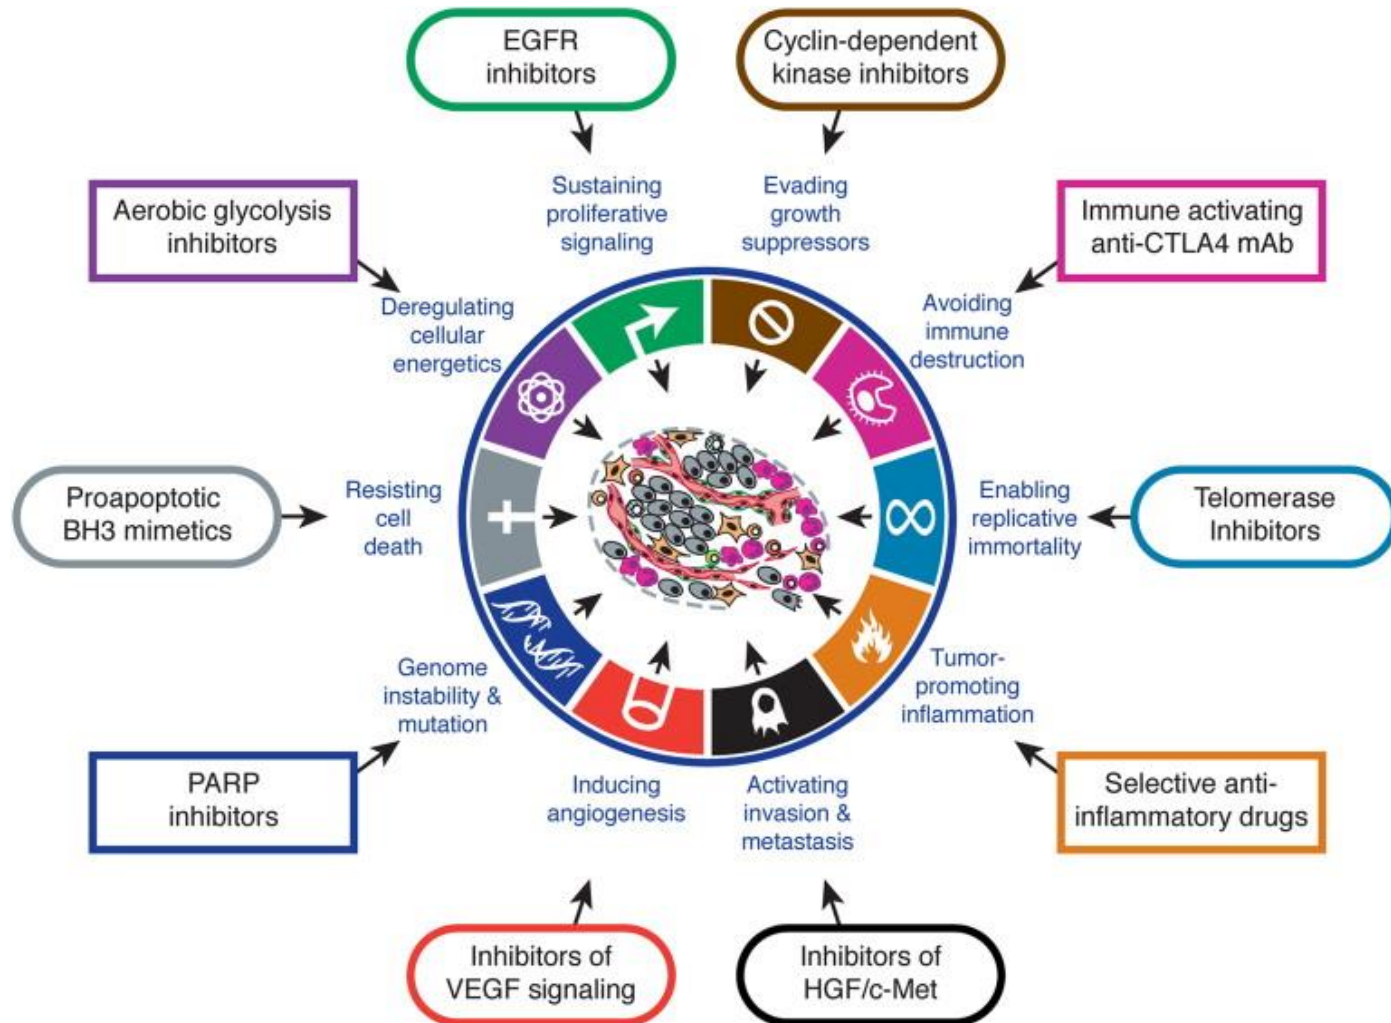 EGFR
inhibitors
Cyclin-dependent
kinase inhibitors
Sustaining
proliferative
signaling
Evading
growth
suppressors
Aerobic glycolysis
inhibitors
Immune activating
anti-CTLA4 mAb
Deregulating
cellular
energetics
Avoiding
immune
destruction
Proapoptotic
BH3 mimetics
Resisting
cell
death
Enabling
replicative
immortality
Telomerase
Inhibitors
Genome
instability &
mutation
Tumor-
promoting
inflammation
PARP
inhibitors
Inducing
angiogenesis
Activating
invasion &
metastasis
Selective anti-
inflammatory drugs
Inhibitors of
VEGF signaling
Inhibitors of
HGF/c-Met